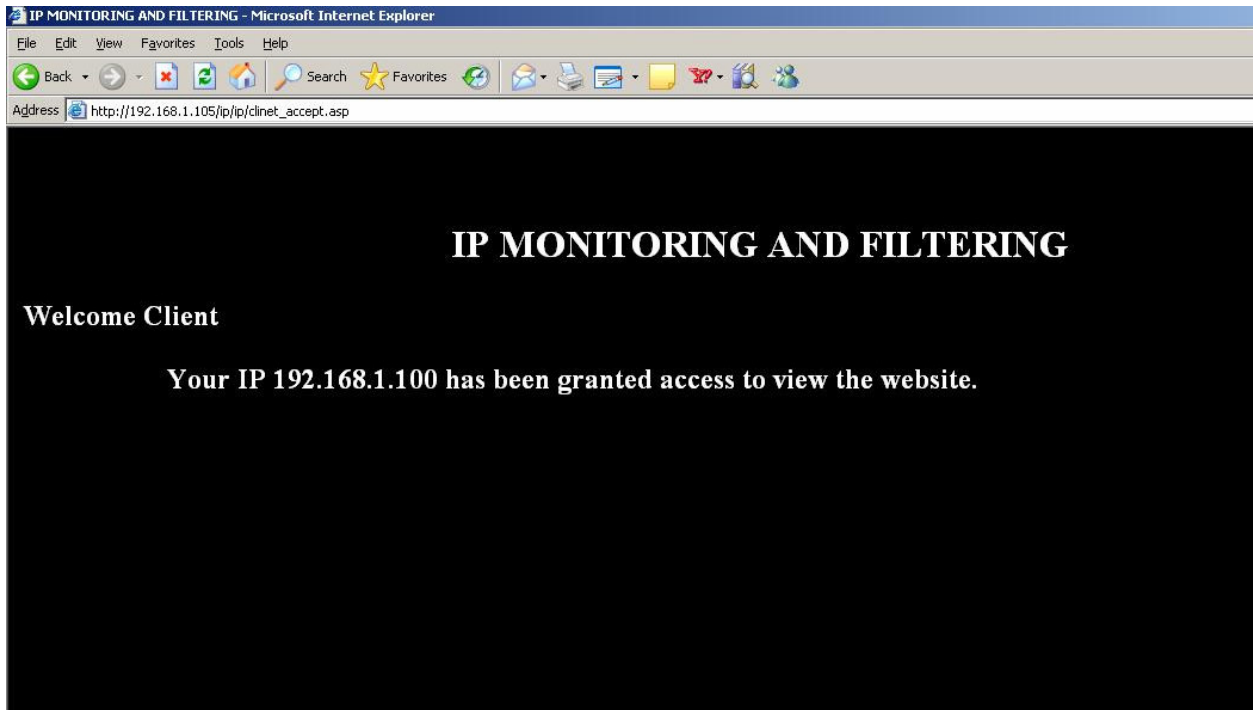 IP MONITORING AND FILTERING - Microsoft Internet Explorer
File Edit View Favorites Tools Help
Back Search Favorites
Address http://192.168.1.105/ip/ip/clinet_accept.asp
IP MONITORING AND FILTERING
Welcome Client
Your IP 192.168.1.100 has been granted access to view the website.